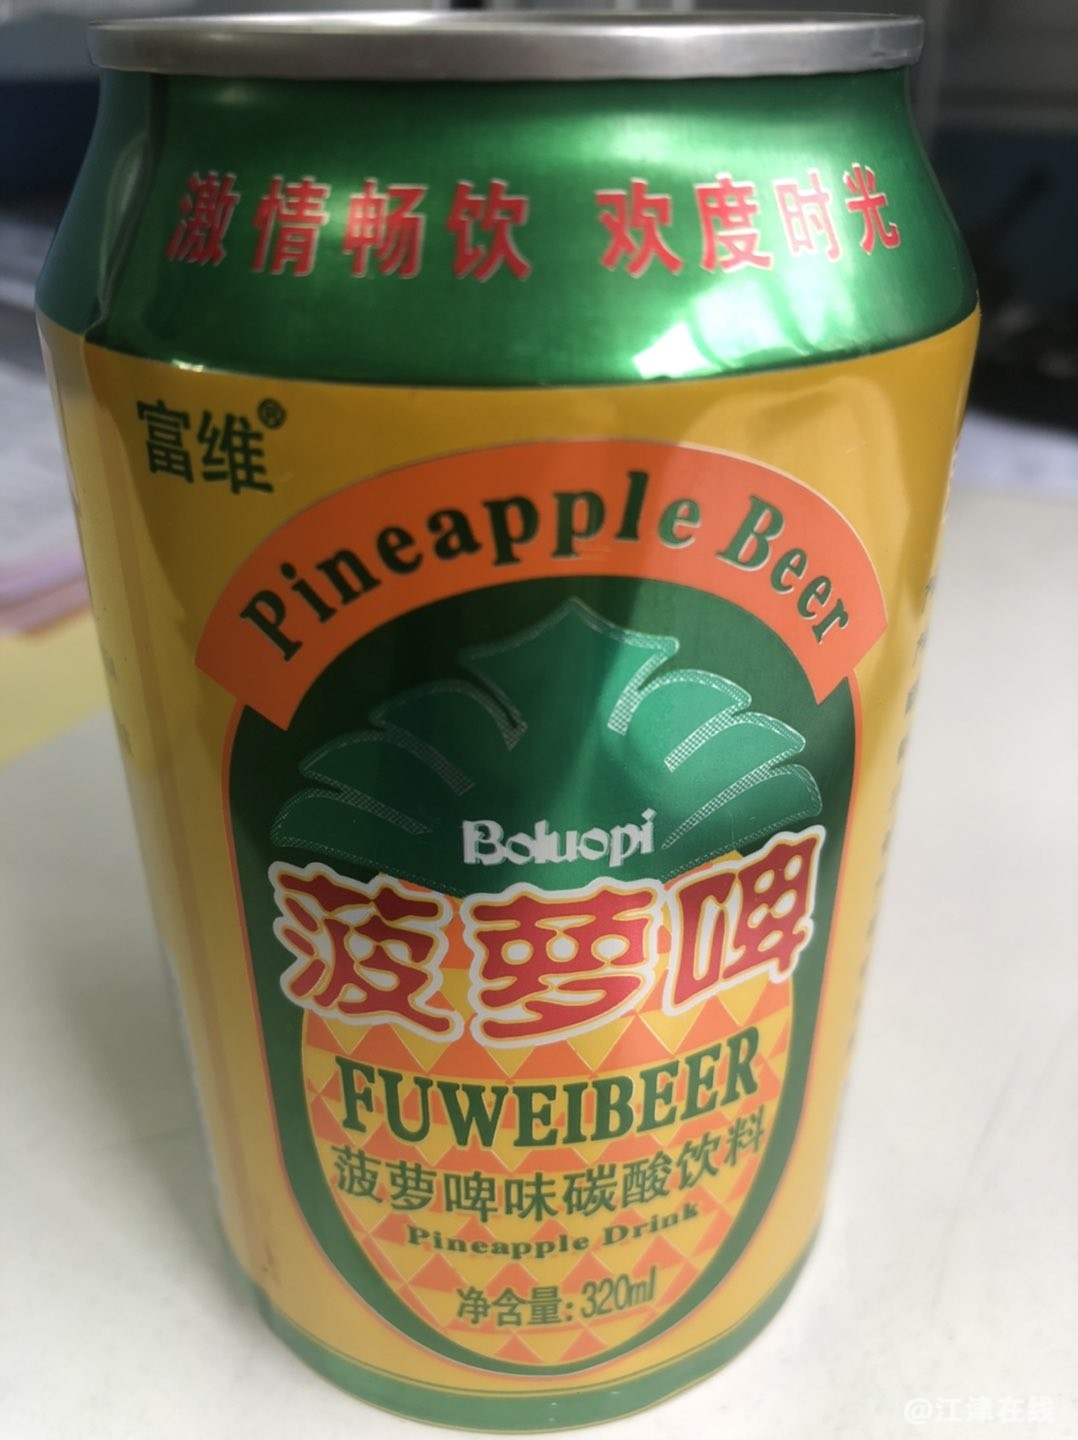 激情畅饮 欢度时光
富维®
Pineapple Beer
Boluopi
菠萝啤
FUWEIBEER
菠萝啤味碳酸饮料
Pineapple Drink
净含量:320ml
@江津在线